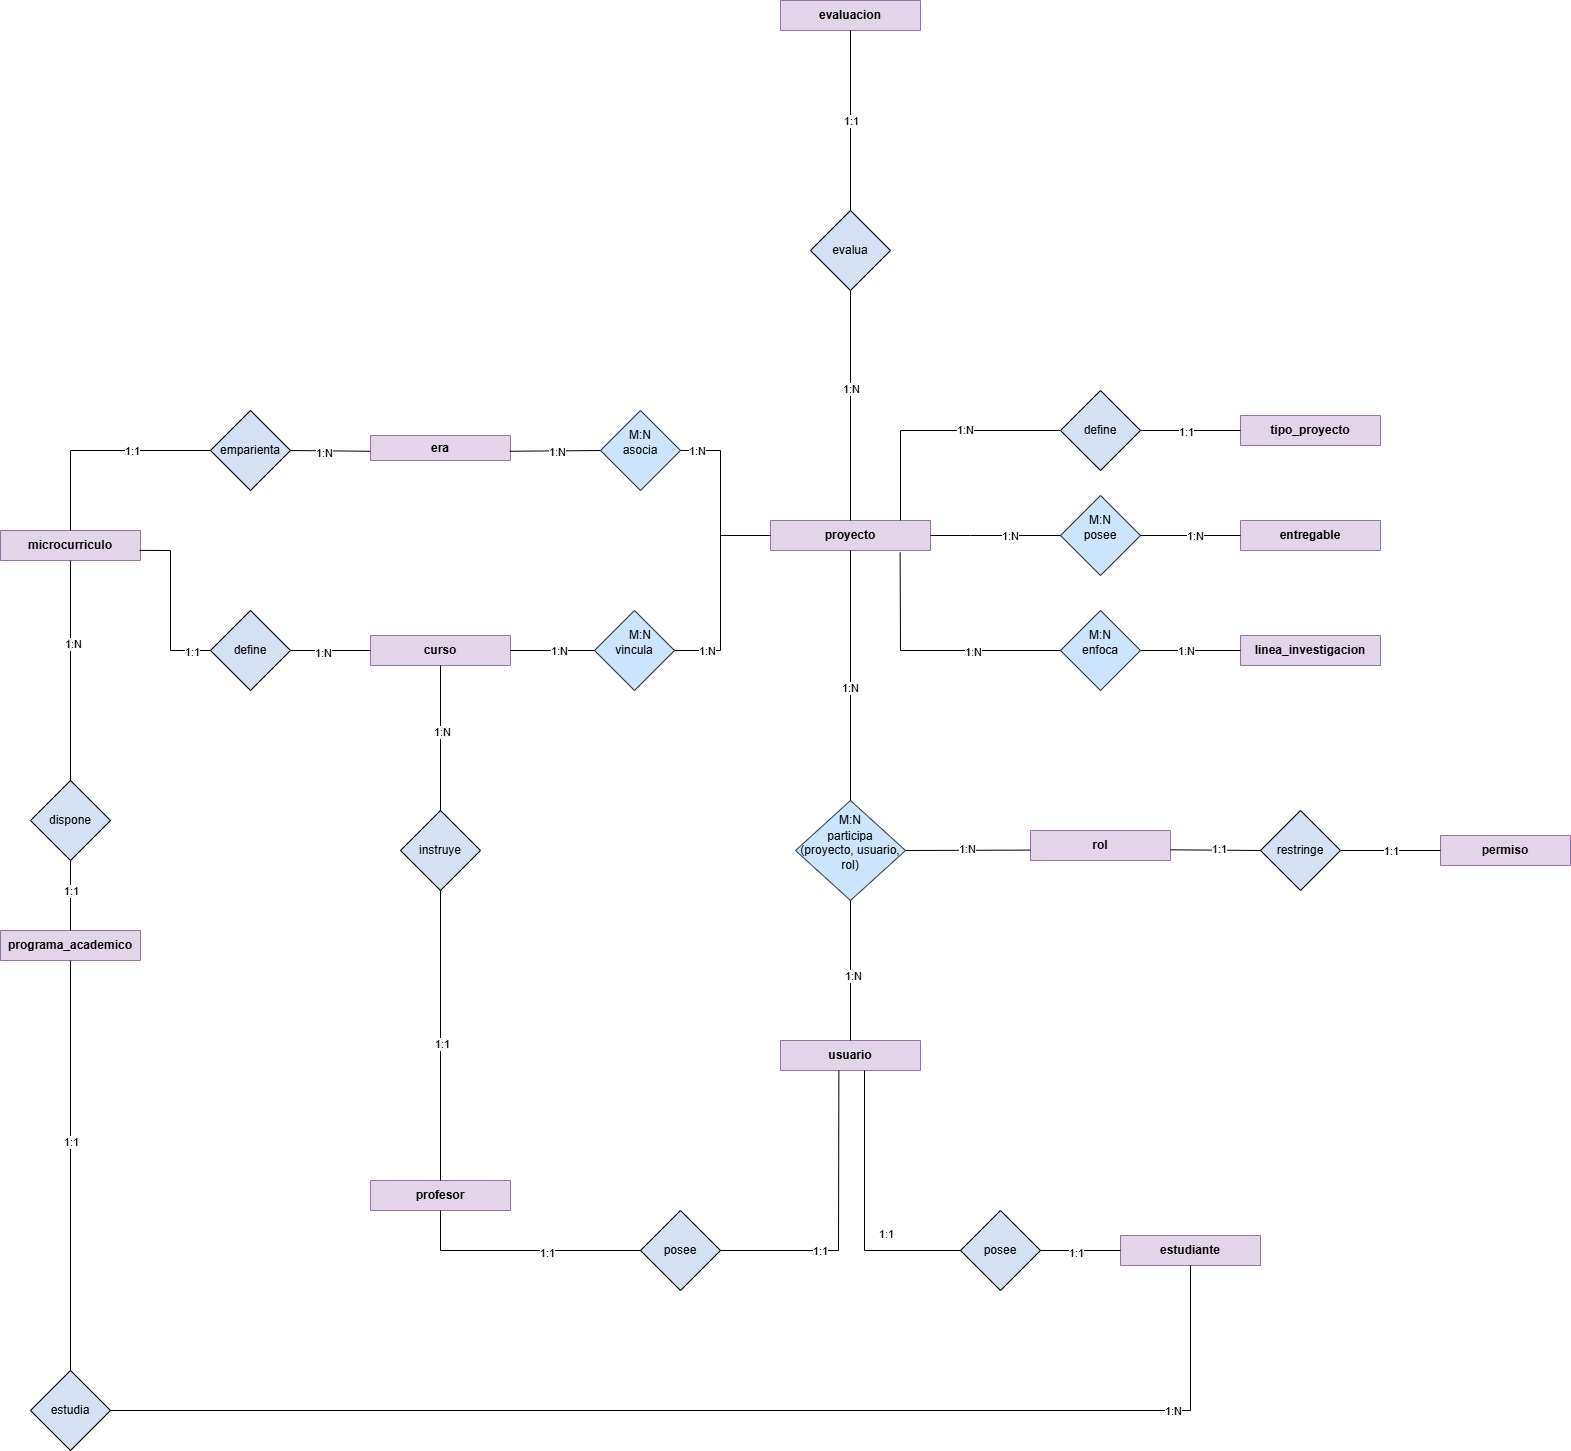 evaluacion
1:1
evalua
1:N
1:N
define
1:1
tipo_proyecto
1:1
emparienta
1:N
era
1:N
M:N
asocia
1:N
microcurriculo
proyecto
1:N
M:N
posee
1:N
entregable
1:1
define
1:N
curso
1:N
M:N
vincula
1:N
1:N
M:N
enfoca
1:N
linea_investigacion
1:N
1:N
1:N
dispone
instruye
M:N
participa
(proyecto, usuario,
rol)
1:N
rol
1:1
restringe
1:1
permiso
1:1
programa_academico
1:N
1:1
usuario
1:1
profesor
1:1
posee
1:1
1:1
posee
1:1
estudiante
estudia
1:N